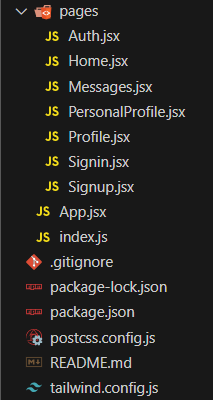 pages
JS Auth.jsx
JS Home.jsx
JS Messages.jsx
JS PersonalProfile.jsx
JS Profile.jsx
JS Signin.jsx
JS Signup.jsx
JS App.jsx
JS index.js
.gitignore
npm package-lock.json
npm package.json
postcss.config.js
README.md
tailwind.config.js